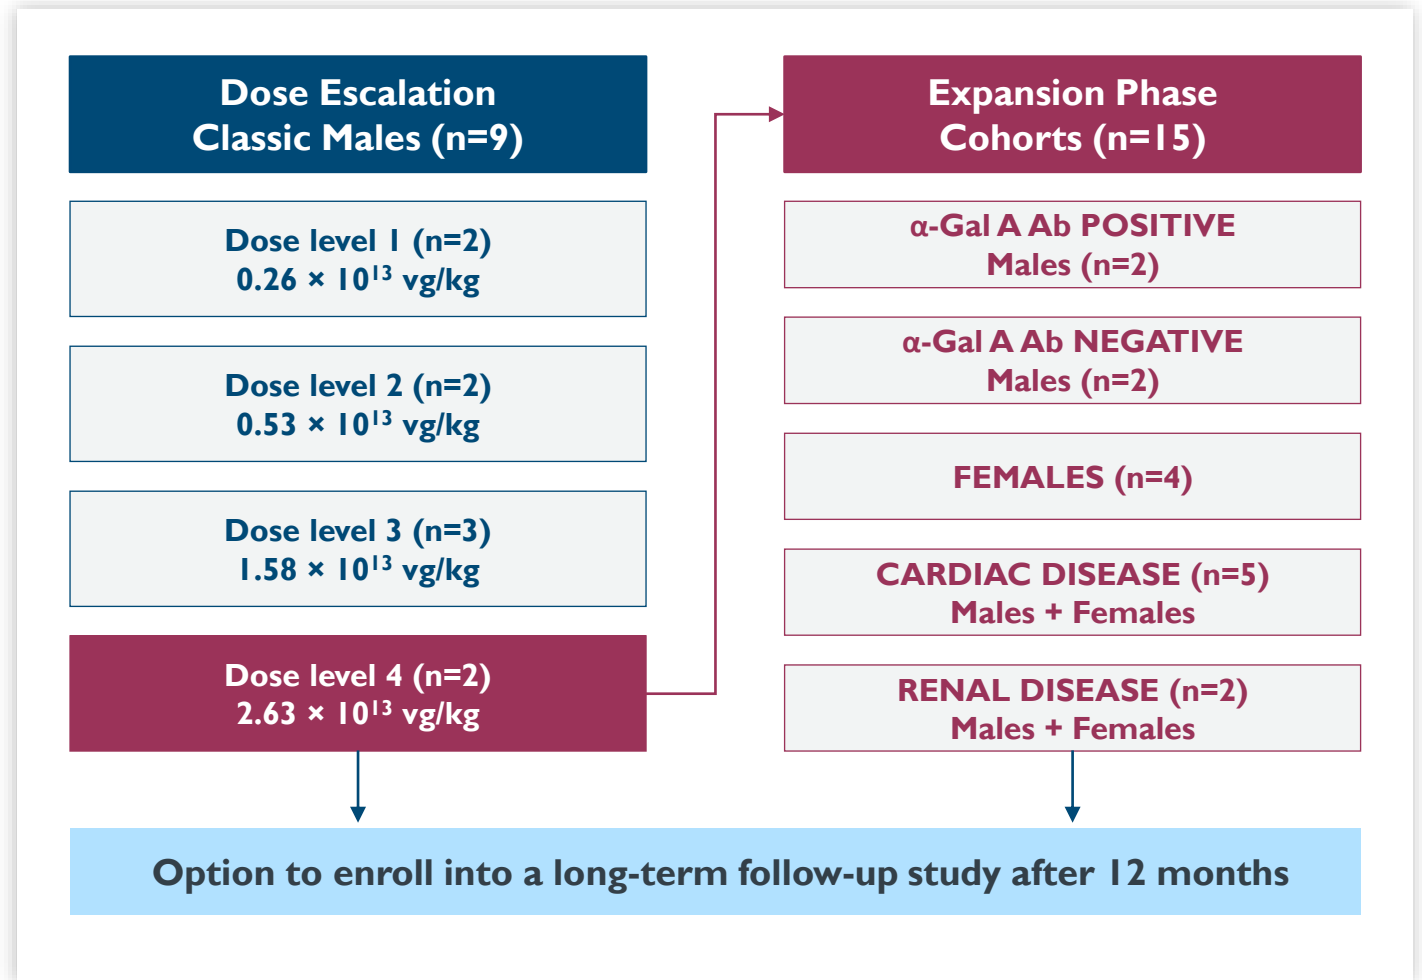 Dose Escalation
Classic Males (n=9)
Dose level 1 (n=2)
0.26 × 10¹³ vg/kg
Dose level 2 (n=2)
0.53 × 10¹³ vg/kg
Dose level 3 (n=3)
1.58 × 10¹³ vg/kg
Dose level 4 (n=2)
2.63 × 10¹³ vg/kg
Expansion Phase
Cohorts (n=15)
α-Gal A Ab POSITIVE
Males (n=2)
α-Gal A Ab NEGATIVE
Males (n=2)
FEMALES (n=4)
CARDIAC DISEASE (n=5)
Males + Females
RENAL DISEASE (n=2)
Males + Females
Option to enroll into a long-term follow-up study after 12 months